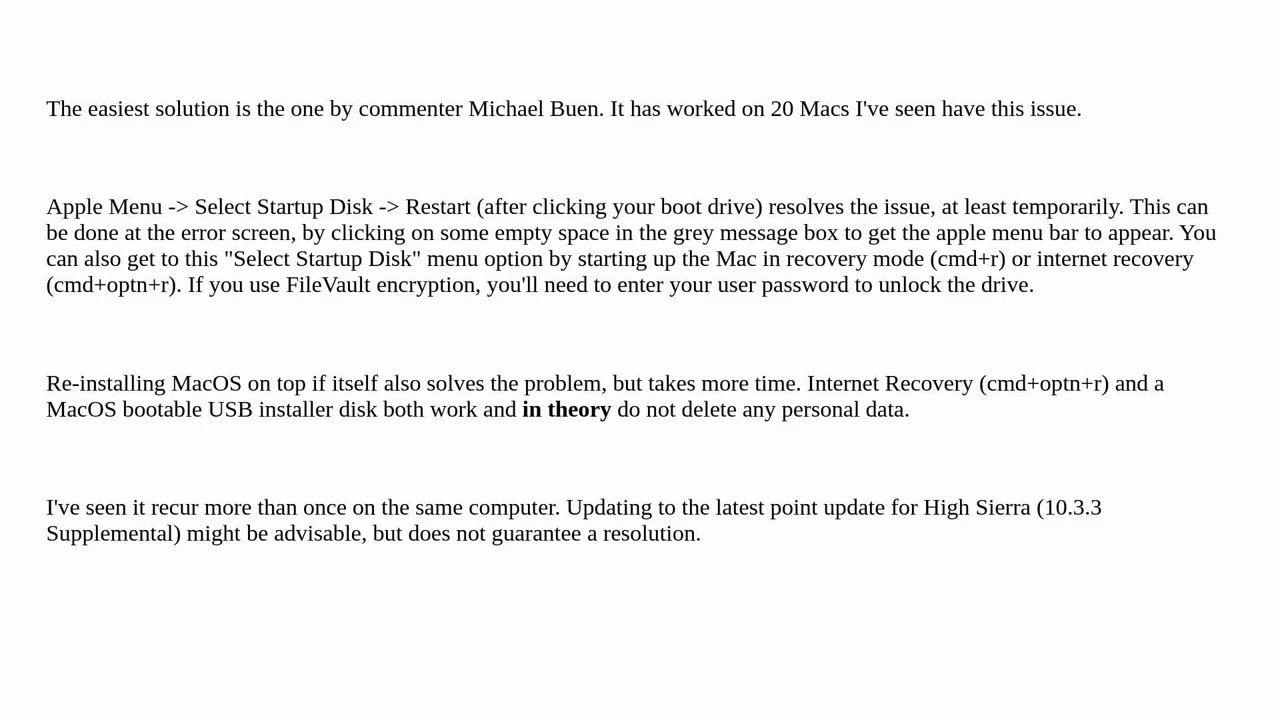 The easiest solution is the one by commenter Michael Buen. It has worked on 20 Macs I've seen have this issue.
Apple Menu -> Select Startup Disk -> Restart (after clicking your boot drive) resolves the issue, at least temporarily. This can
be done at the error screen, by clicking on some empty space in the grey message box to get the apple menu bar to appear. You
can also get to this "Select Startup Disk" menu option by starting up the Mac in recovery mode (cmd+r) or internet recovery
(cmd+optn+r). If you use FileVault encryption, you'll need to enter your user password to unlock the drive.
Re-installing MacOS on top if itself also solves the problem, but takes more time. Internet Recovery (cmd+optn+r) and a
MacOS bootable USB installer disk both work and in theory do not delete any personal data.
I've seen it recur more than once on the same computer. Updating to the latest point update for High Sierra (10.3.3
Supplemental) might be advisable, but does not guarantee a resolution.